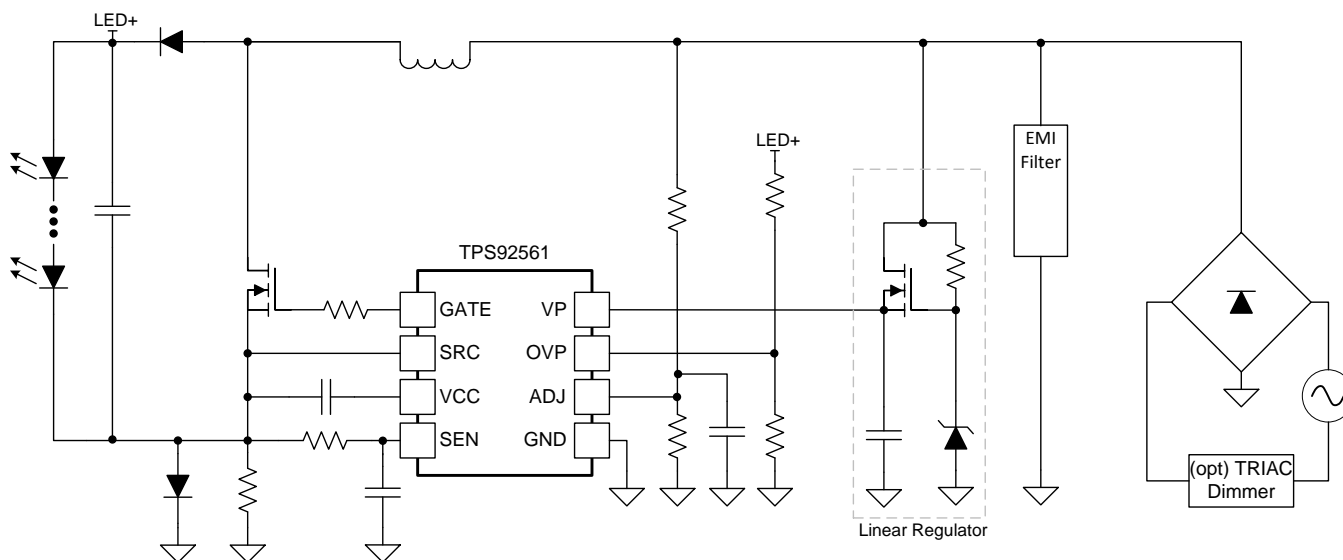 LED+
LED+
EMI
Filter
TPS92561
GATE
VP
SRC
OVP
VCC
ADJ
SEN
GND
(opt) TRIAC
Dimmer
Linear Regulator